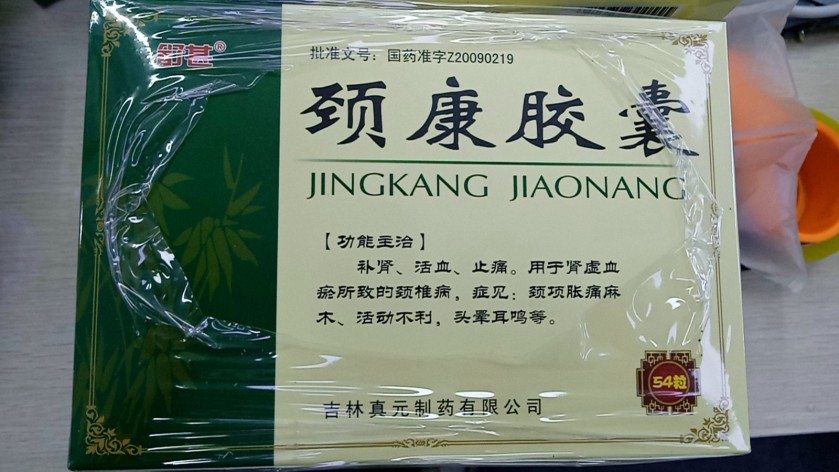 舒甚®
批准文号：国药准字Z20090219
颈康胶囊
JINGKANG JIAONANG
【功能主治】
补肾、活血、止痛。用于肾虚血
瘀所致的颈椎病，症见：颈项胀痛麻
木、活动不利，头晕耳鸣等。
54粒
吉林真元制药有限公司